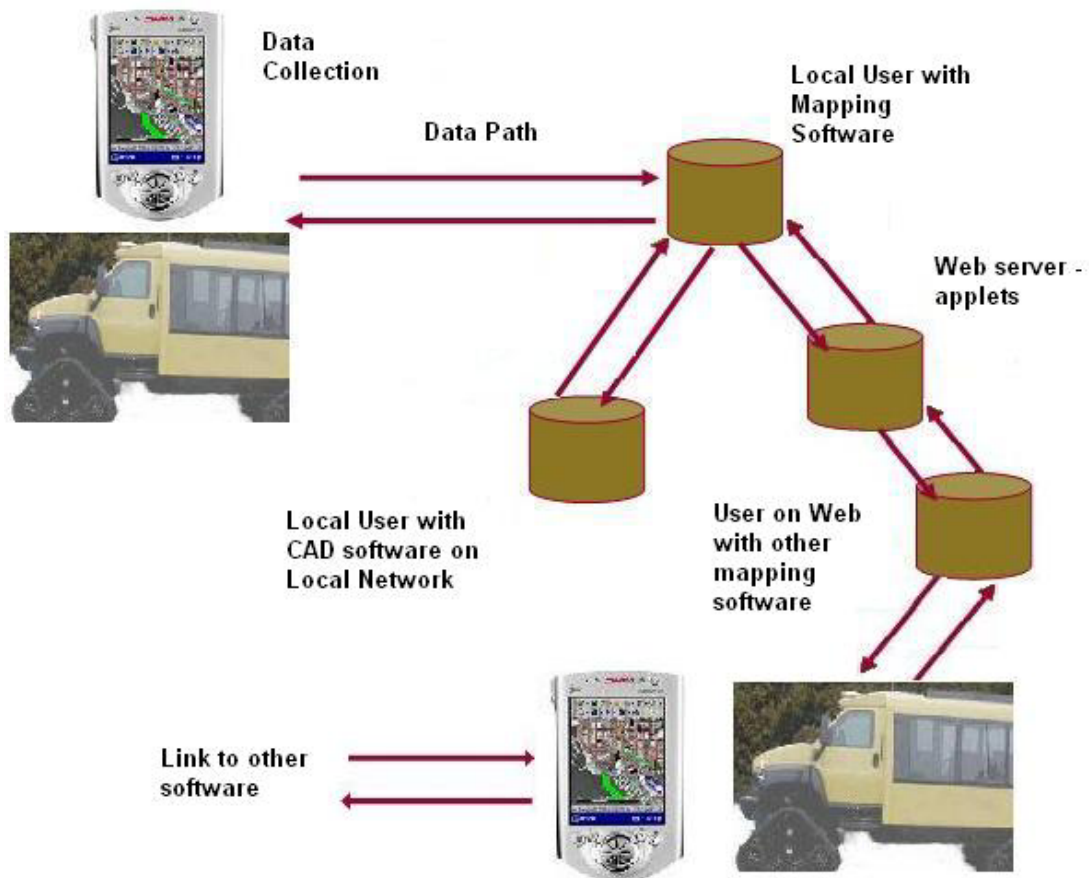 Data
Collection
Local User with
Mapping
Software
Data Path
Web server -
applets
Local User with
CAD software on
Local Network
User on Web
with other
mapping
software
Link to other
software